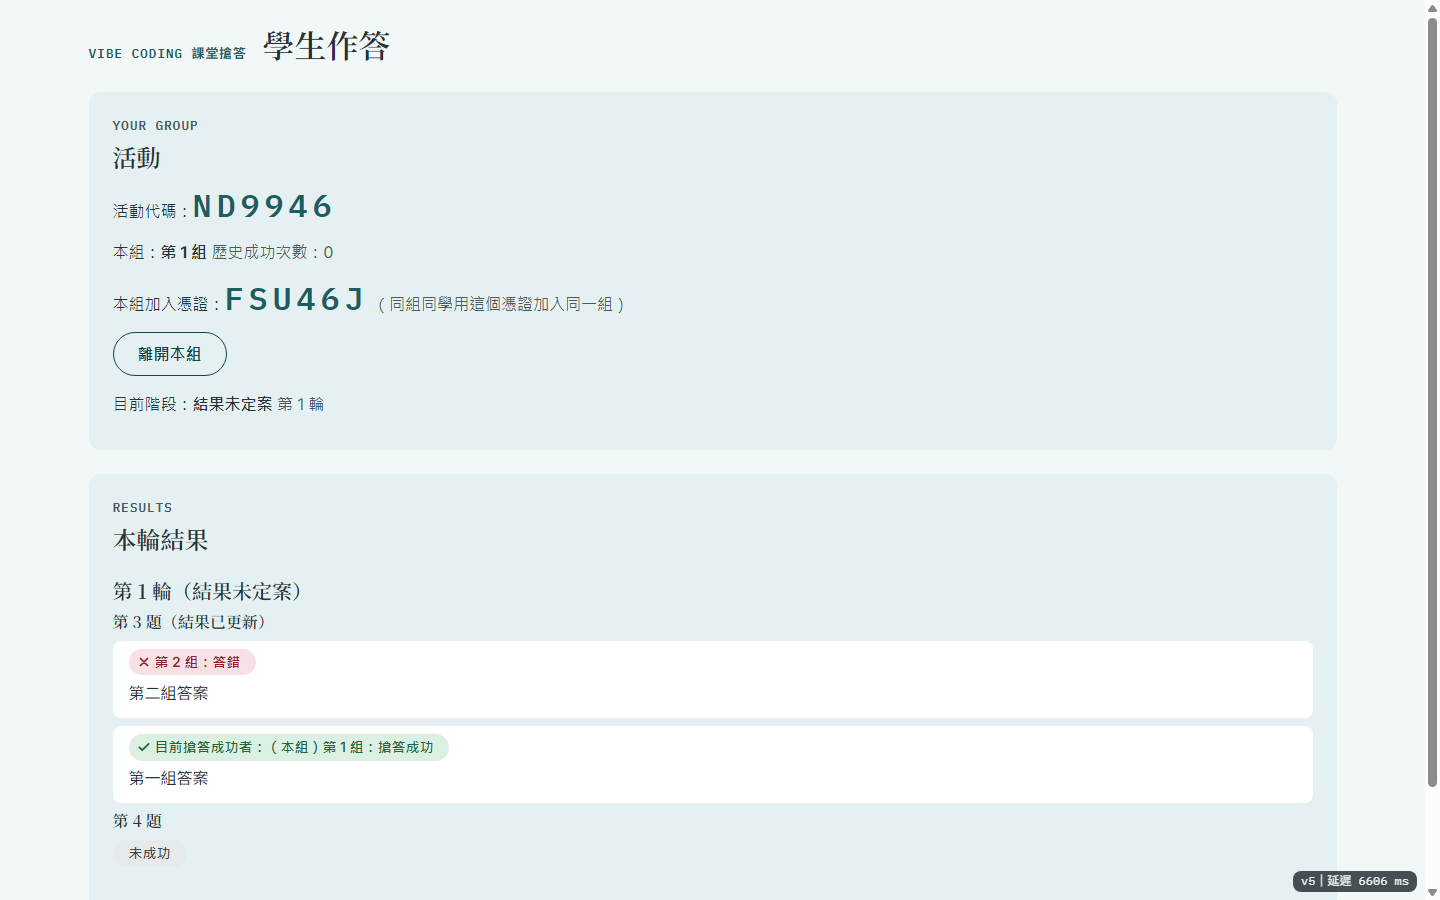 VIBE CODING 課堂搶答 學生作答
YOUR GROUP
活動
活動代碼：ND9946
本組：第 1 組 歷史成功次數：0
本組加入憑證：FSU46J （同組同學用這個憑證加入同一組）
離開本組
目前階段：結果未定案 第 1 輪
RESULTS
本輪結果
第 1 輪（結果未定案）
第 3 題（結果已更新）
第 2 組：答錯
第二組答案
目前搶答成功者：（本組）第 1 組：搶答成功
第一組答案
第 4 題
未成功
v5｜延遲 6606 ms